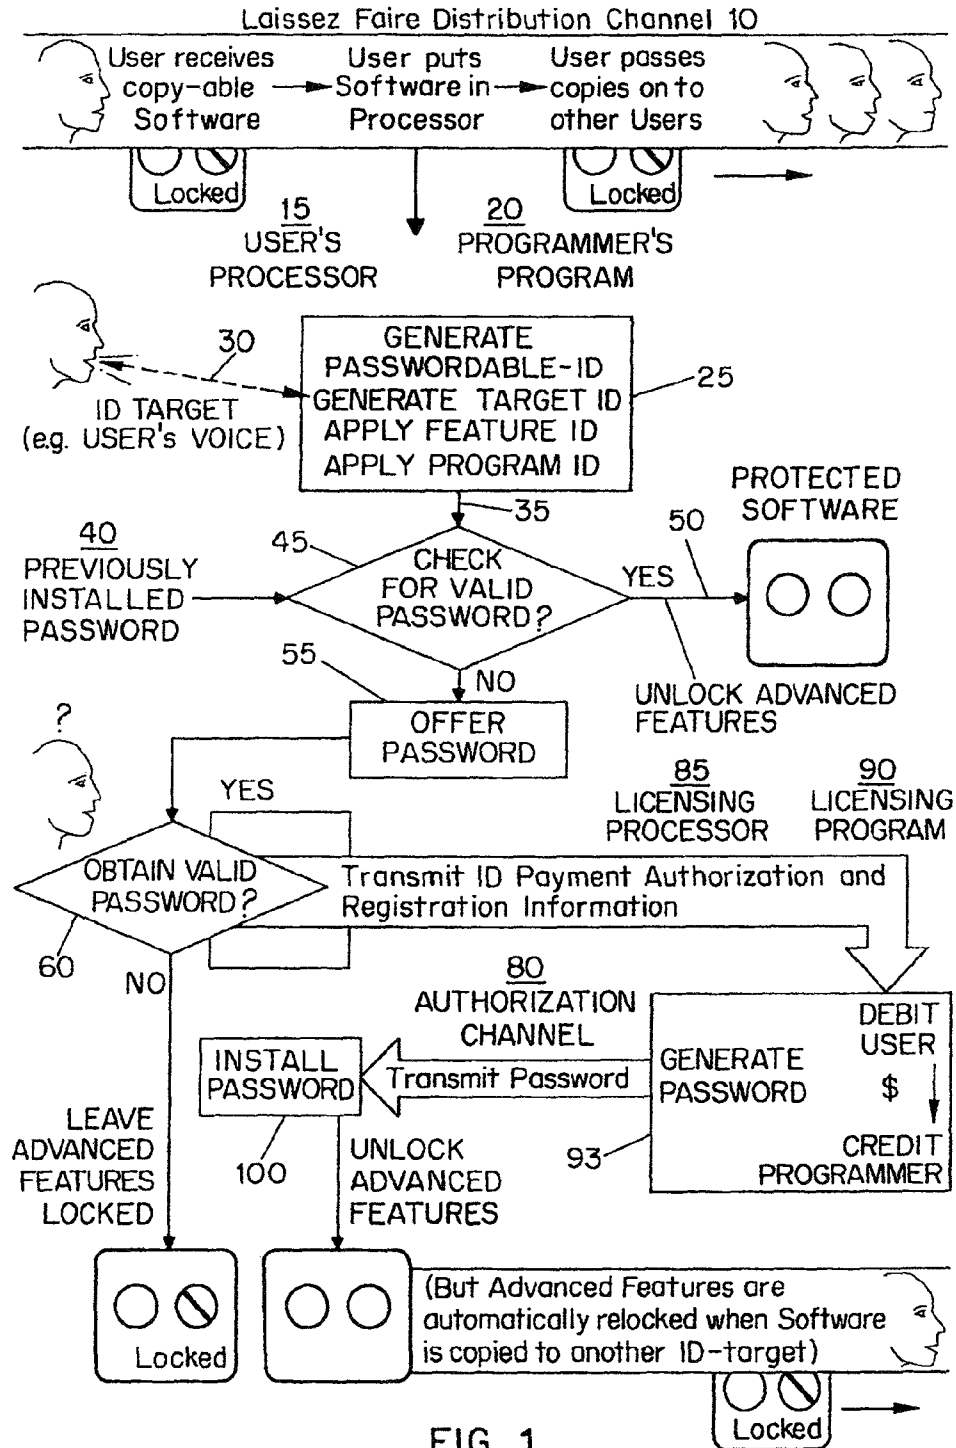 Laissez Faire Distribution Channel 10
User receives
copy-able
Software
User puts
Software in
Processor
User passes
copies on to
other Users
Locked
Locked
15
USER'S
PROCESSOR
20
PROGRAMMER'S
PROGRAM
30
ID TARGET
(e.g. USER's VOICE)
GENERATE
PASSWORDABLE-ID
GENERATE TARGET ID
APPLY FEATURE ID
APPLY PROGRAM ID
25
35
PROTECTED
SOFTWARE
40
PREVIOUSLY
INSTALLED
PASSWORD
45
CHECK
FOR VALID
PASSWORD?
YES
50
UNLOCK ADVANCED
FEATURES
NO
55
OFFER
PASSWORD
?
YES
OBTAIN VALID
PASSWORD?
60
NO
85
LICENSING
PROCESSOR
90
LICENSING
PROGRAM
Transmit ID Payment Authorization and
Registration Information
80
AUTHORIZATION
CHANNEL
DEBIT
USER
$
CREDIT
PROGRAMMER
GENERATE
PASSWORD
93
Transmit Password
INSTALL
PASSWORD
100
LEAVE
ADVANCED
FEATURES
LOCKED
UNLOCK
ADVANCED
FEATURES
Locked
(But Advanced Features are
automatically relocked when Software
is copied to another ID-target)
Locked
FIG. 1